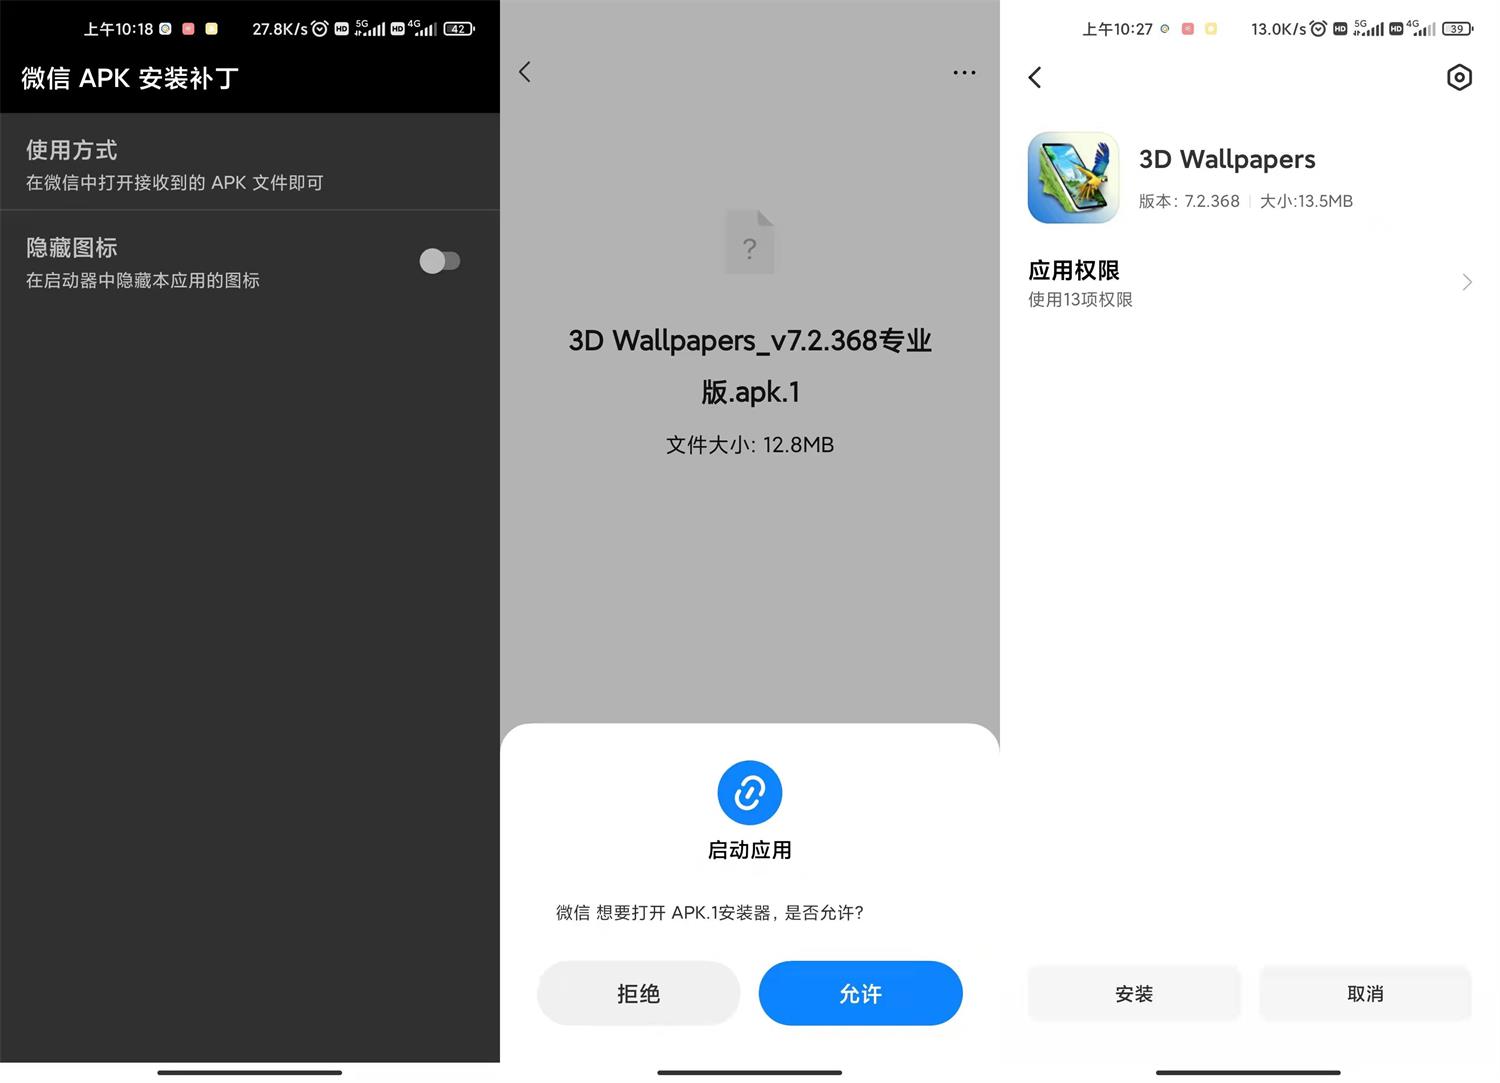 上午10:18
27.8K/s
HD
5G
HD
4G
42
微信 APK 安装补丁
使用方式
在微信中打开接收到的 APK 文件即可
隐藏图标
在启动器中隐藏本应用的图标
?
3D Wallpapers_v7.2.368专业
版.apk.1
文件大小: 12.8MB
启动应用
微信 想要打开 APK.1安装器, 是否允许?
拒绝
允许
上午10:27
13.0K/s
HD
5G
HD
4G
39
3D Wallpapers
版本: 7.2.368
大小:13.5MB
应用权限
使用13项权限
安装
取消